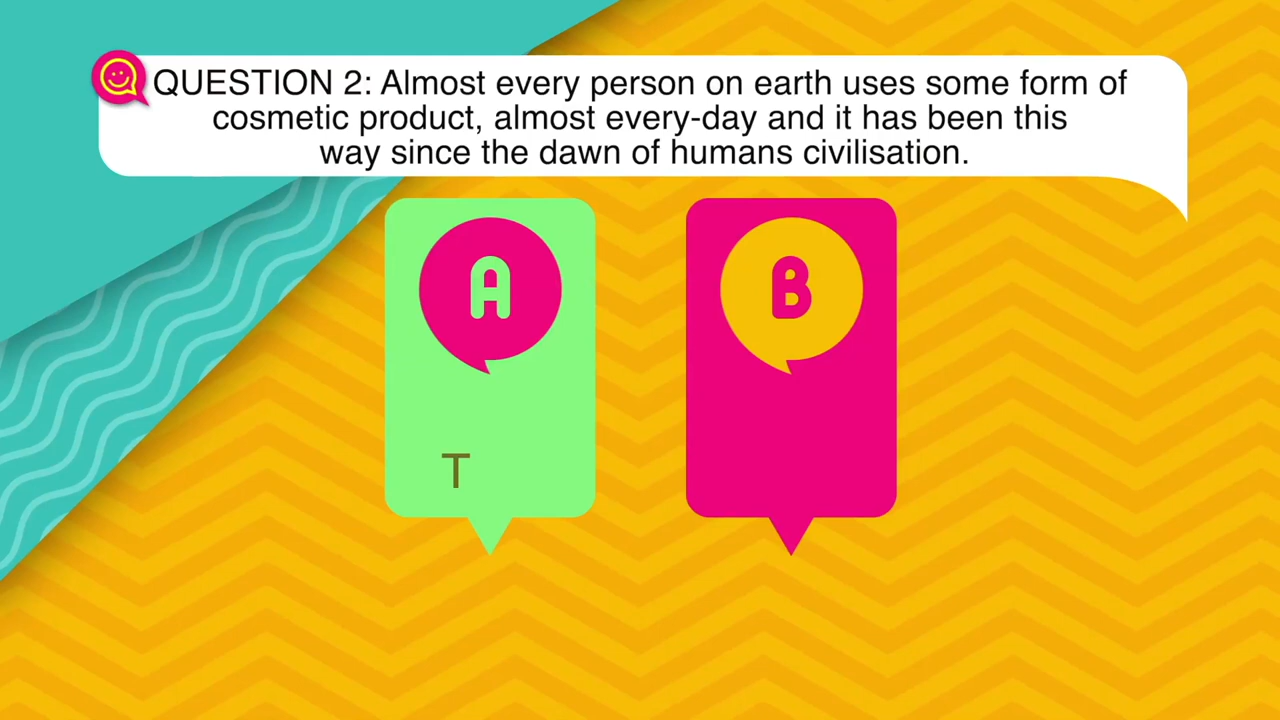 QUESTION 2: Almost every person on earth uses some form of
cosmetic product, almost every-day and it has been this
way since the dawn of humans civilisation.
A
B
T